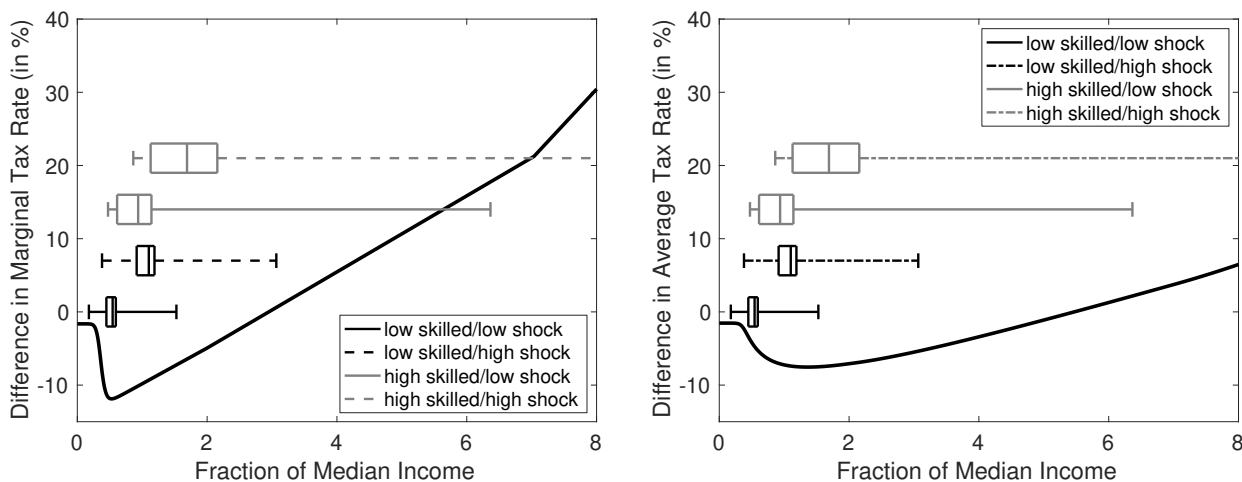 Difference in Marginal Tax Rate (in %)
40
30
20
10
0
-10
0 2 4 6 8
Fraction of Median Income
low skilled/low shock
low skilled/high shock
high skilled/low shock
high skilled/high shock
Difference in Average Tax Rate (in %)
40
30
20
10
0
-10
0 2 4 6 8
Fraction of Median Income
low skilled/low shock
low skilled/high shock
high skilled/low shock
high skilled/high shock